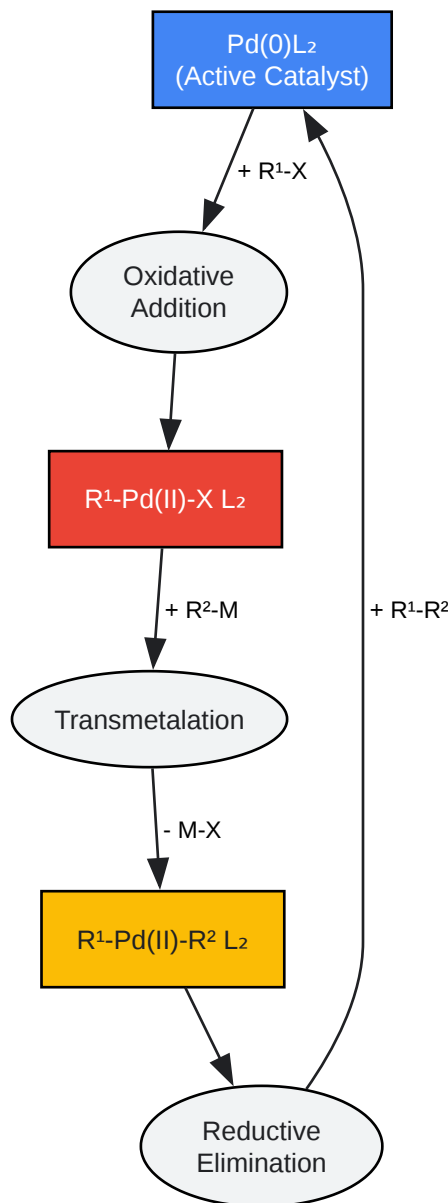 Pd(0)L₂
(Active Catalyst)
+ R¹-X
Oxidative
Addition
R¹-Pd(II)-X L₂
+ R²-M
+ R¹-R²
Transmetalation
- M-X
R¹-Pd(II)-R² L₂
Reductive
Elimination